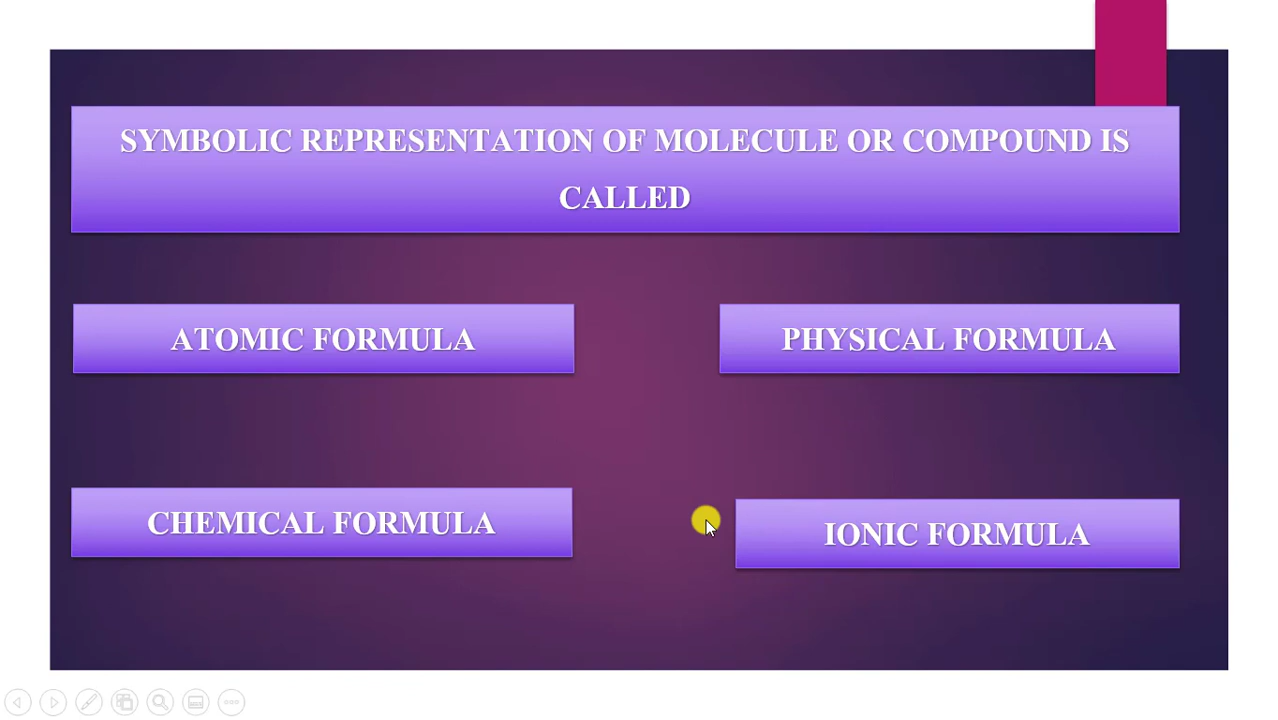 SYMBOLIC REPRESENTATION OF MOLECULE OR COMPOUND IS
CALLED
ATOMIC FORMULA
PHYSICAL FORMULA
CHEMICAL FORMULA
IONIC FORMULA